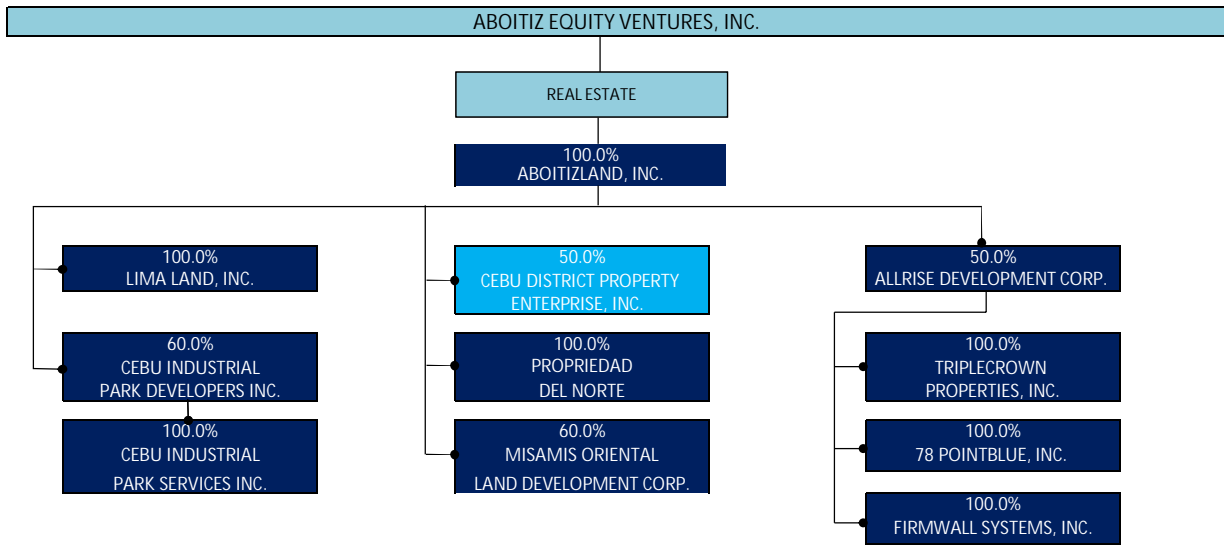 ABOITIZ EQUITY VENTURES, INC.
REAL ESTATE
100.0%
ABOITIZLAND, INC.
100.0%
LIMA LAND, INC.
60.0%
CEBU INDUSTRIAL
PARK DEVELOPERS INC.
100.0%
CEBU INDUSTRIAL
PARK SERVICES INC.
50.0%
CEBU DISTRICT PROPERTY
ENTERPRISE, INC.
100.0%
PROPRIEDAD
DEL NORTE
60.0%
MISAMIS ORIENTAL
LAND DEVELOPMENT CORP.
50.0%
ALLRISE DEVELOPMENT CORP.
100.0%
TRIPLECROWN
PROPERTIES, INC.
100.0%
78 POINTBLUE, INC.
100.0%
FIRMWALL SYSTEMS, INC.